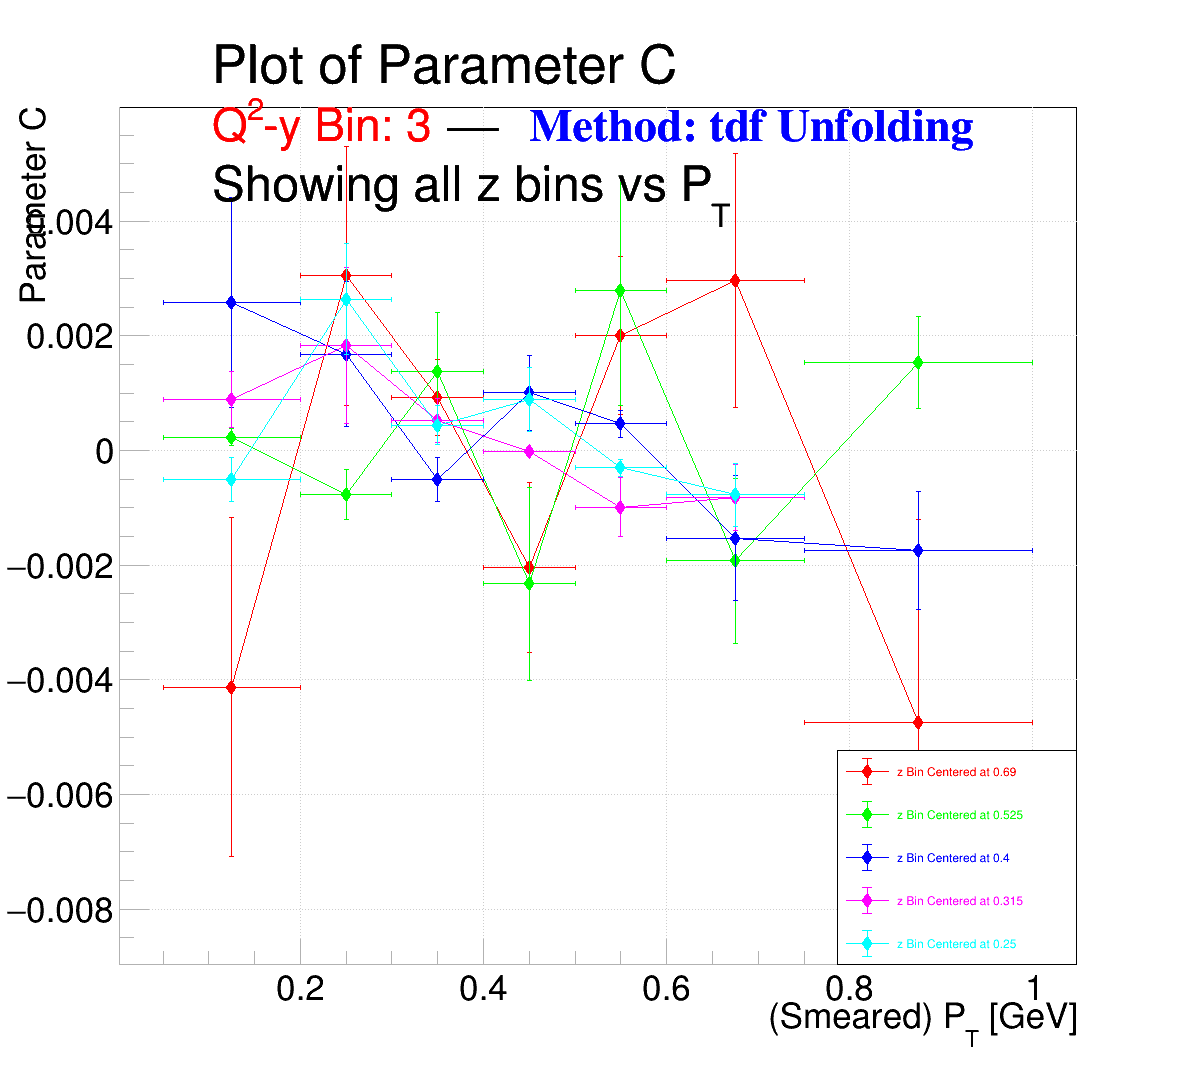 Plot of Parameter C
Q²-y Bin: 3 — Method: tdf Unfolding
Showing all z bins vs P_T
Parameter C
0.004
0.002
0
−0.002
−0.004
−0.006
−0.008
z Bin Centered at 0.69
z Bin Centered at 0.525
z Bin Centered at 0.4
z Bin Centered at 0.315
z Bin Centered at 0.25
0.2 0.4 0.6 0.8 1
(Smeared) P_T [GeV]